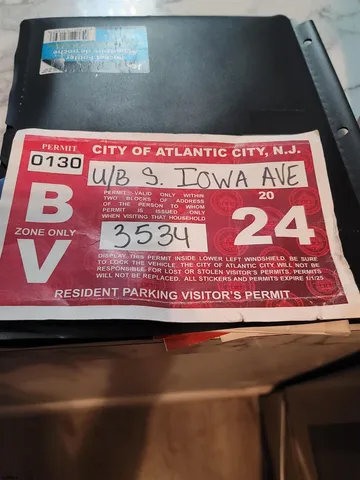 PERMIT
0130
CITY OF ATLANTIC CITY, N.J.
U/B S. IOWA AVE
B
ZONE ONLY
V
PERMIT VALID ONLY WITHIN
TWO BLOCKS OF ADDRESS
OF THE PERSON TO WHOM
PERMIT IS ISSUED ONLY
WHEN VISITING THAT HOUSEHOLD
3534
20
24
DISPLAY THIS PERMIT INSIDE LOWER LEFT WINDSHIELD. BE SURE
TO LOCK THE VEHICLE. THE CITY OF ATLANTIC CITY WILL NOT BE
RESPONSIBLE FOR LOST OR STOLEN VISITOR'S PERMITS. PERMITS
WILL NOT BE REPLACED. ALL STICKERS AND PERMITS EXPIRE 1/1/25
RESIDENT PARKING VISITOR'S PERMIT